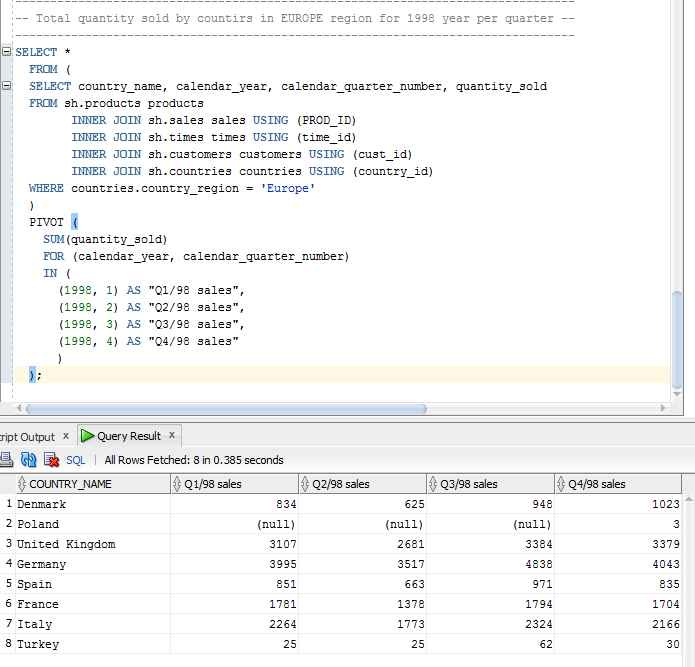 -----------------------------------------------------------------------------------
-- Total quantity sold by countirs in EUROPE region for 1998 year per quarter --
-----------------------------------------------------------------------------------
SELECT *
FROM (
SELECT country_name, calendar_year, calendar_quarter_number, quantity_sold
FROM sh.products products
INNER JOIN sh.sales sales USING (PROD_ID)
INNER JOIN sh.times times USING (time_id)
INNER JOIN sh.customers customers USING (cust_id)
INNER JOIN sh.countries countries USING (country_id)
WHERE countries.country_region = 'Europe'
)
PIVOT (
SUM(quantity_sold)
FOR (calendar_year, calendar_quarter_number)
IN (
(1998, 1) AS "Q1/98 sales",
(1998, 2) AS "Q2/98 sales",
(1998, 3) AS "Q3/98 sales",
(1998, 4) AS "Q4/98 sales"
)
);
ript Output x Query Result x
SQL | All Rows Fetched: 8 in 0.385 seconds
COUNTRY_NAME Q1/98 sales Q2/98 sales Q3/98 sales Q4/98 sales
1 Denmark 834 625 948 1023
2 Poland (null) (null) (null) 3
3 United Kingdom 3107 2681 3384 3379
4 Germany 3995 3517 4838 4043
5 Spain 851 663 971 835
6 France 1781 1378 1794 1704
7 Italy 2264 1773 2324 2166
8 Turkey 25 25 62 30